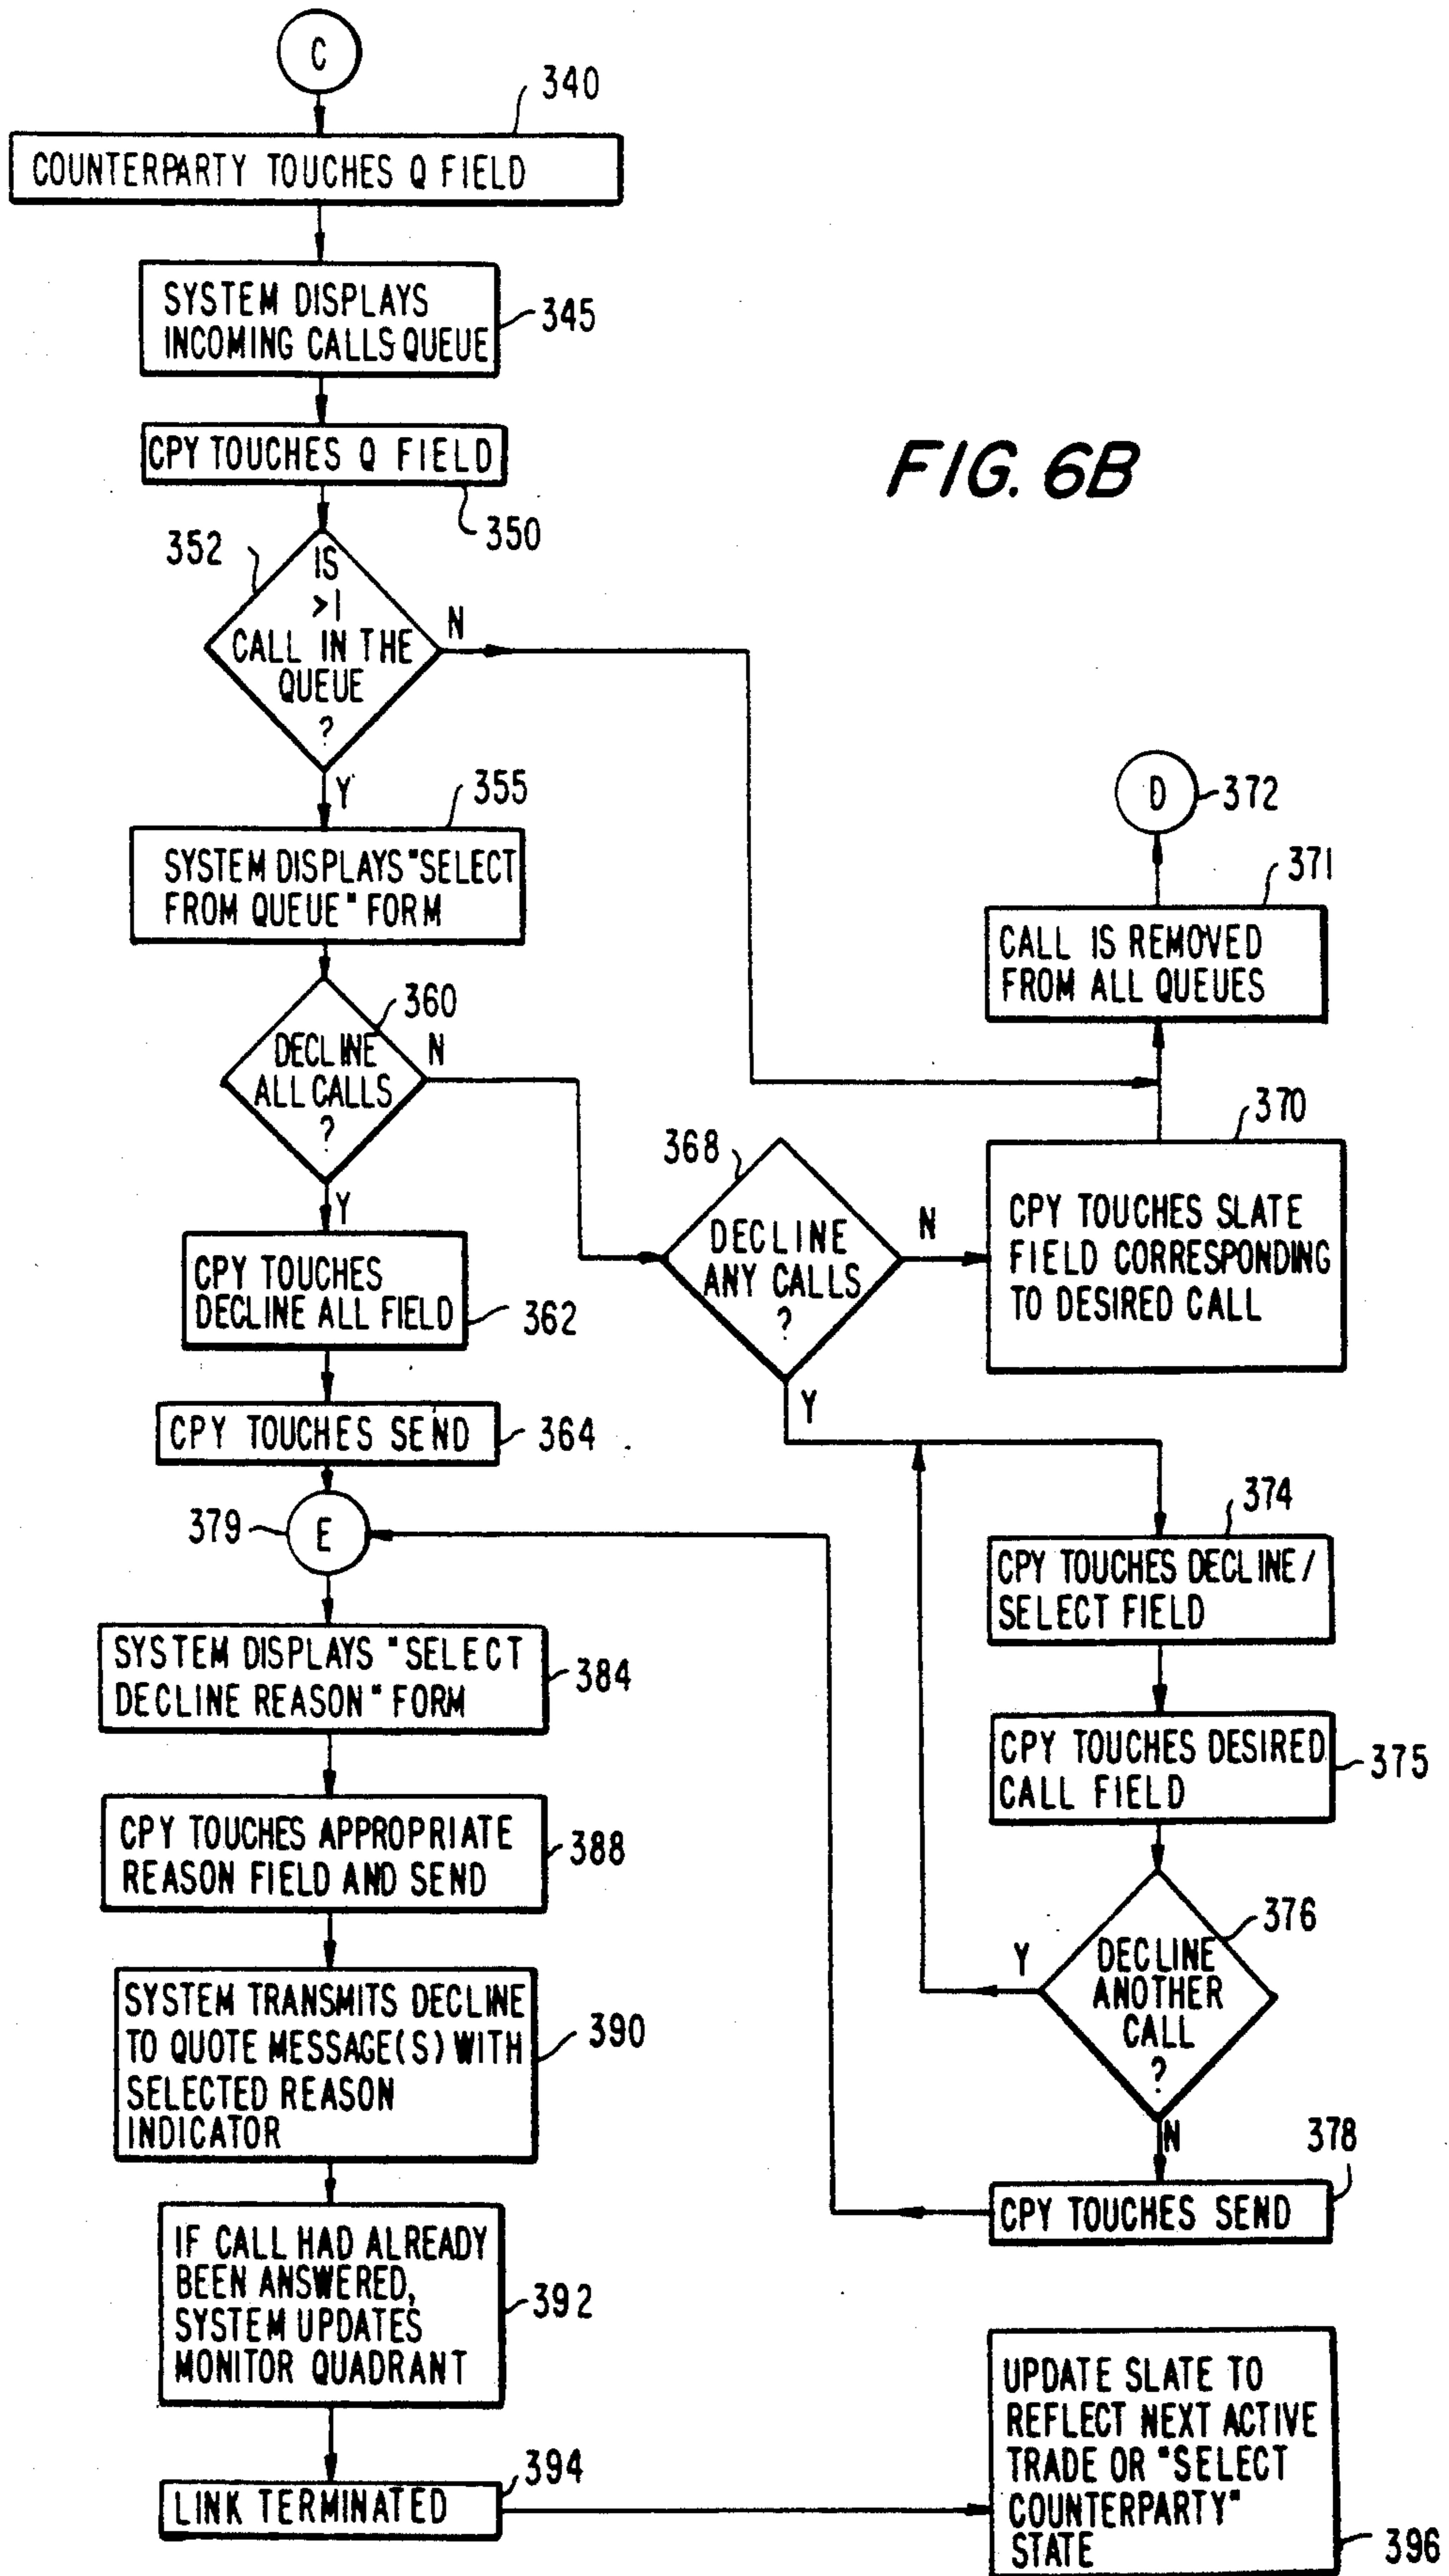 C
340
COUNTERPARTY TOUCHES Q FIELD
SYSTEM DISPLAYS
INCOMING CALLS QUEUE
345
CPY TOUCHES Q FIELD
350
FIG. 6B
352
IS
>1
CALL IN THE
QUEUE
?
N
Y
355
SYSTEM DISPLAYS "SELECT
FROM QUEUE" FORM
360
DECLINE
ALL CALLS
?
N
Y
CPY TOUCHES
DECLINE ALL FIELD
362
CPY TOUCHES SEND
364
D
372
371
CALL IS REMOVED
FROM ALL QUEUES
370
CPY TOUCHES SLATE
FIELD CORRESPONDING
TO DESIRED CALL
368
DECLINE
ANY CALLS
?
N
Y
374
CPY TOUCHES DECLINE/
SELECT FIELD
CPY TOUCHES DESIRED
CALL FIELD
375
376
DECLINE
ANOTHER
CALL
?
Y
N
378
CPY TOUCHES SEND
379
E
SYSTEM DISPLAYS "SELECT
DECLINE REASON" FORM
384
CPY TOUCHES APPROPRIATE
REASON FIELD AND SEND
388
SYSTEM TRANSMITS DECLINE
TO QUOTE MESSAGE(S) WITH
SELECTED REASON
INDICATOR
390
IF CALL HAD ALREADY
BEEN ANSWERED,
SYSTEM UPDATES
MONITOR QUADRANT
392
LINK TERMINATED
394
UPDATE SLATE TO
REFLECT NEXT ACTIVE
TRADE OR "SELECT
COUNTERPARTY"
STATE
396